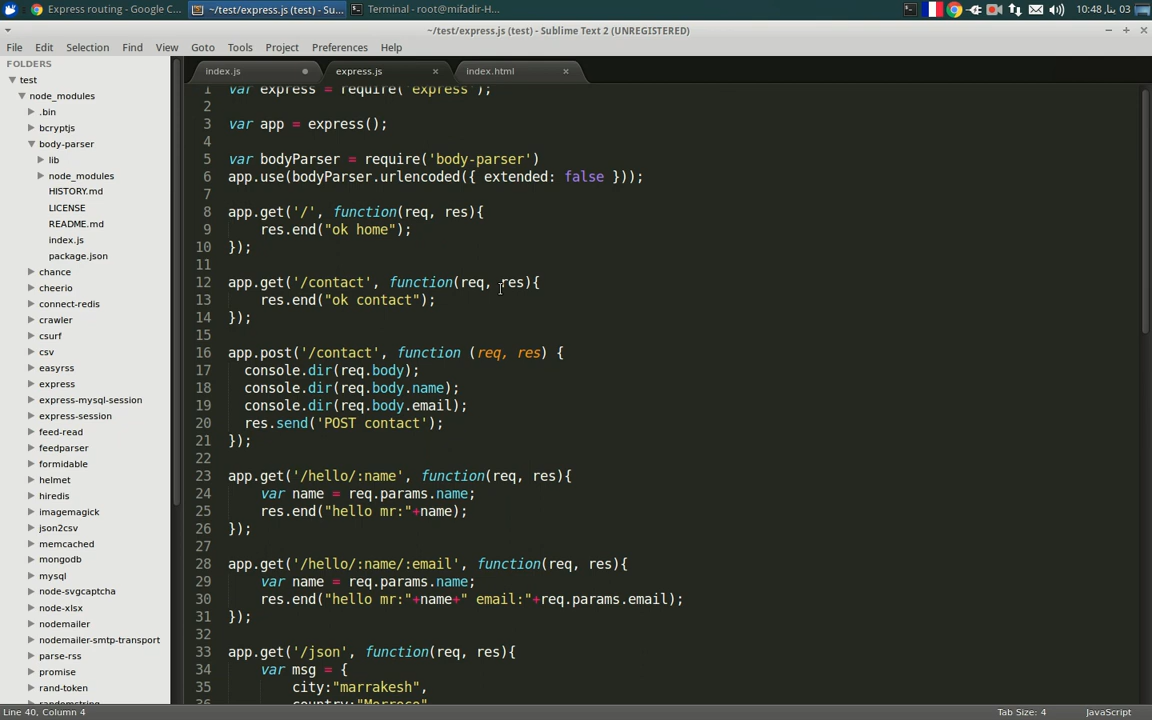 Express routing - Google C... ~/test/express.js (test) - Su... Terminal - root@mifadir-H... 10:48 ,يناير 03
~/test/express.js (test) - Sublime Text 2 (UNREGISTERED)
File Edit Selection Find View Goto Tools Project Preferences Help
FOLDERS
test
node_modules
.bin
bcryptjs
body-parser
lib
node_modules
HISTORY.md
LICENSE
README.md
index.js
package.json
chance
cheerio
connect-redis
crawler
csurf
csv
easyrss
express
express-mysql-session
express-session
feed-read
feedparser
formidable
helmet
hiredis
imagemagick
json2csv
memcached
mongodb
mysql
node-svgcaptcha
node-xlsx
nodemailer
nodemailer-smtp-transport
parse-rss
promise
rand-token
randomstring
index.js express.js index.html
1 var express = require('express');
2
3 var app = express();
4
5 var bodyParser = require('body-parser')
6 app.use(bodyParser.urlencoded({ extended: false }));
7
8 app.get('/', function(req, res){
9 res.end("ok home");
10 });
11
12 app.get('/contact', function(req, res){
13 res.end("ok contact");
14 });
15
16 app.post('/contact', function (req, res) {
17 console.dir(req.body);
18 console.dir(req.body.name);
19 console.dir(req.body.email);
20 res.send('POST contact');
21 });
22
23 app.get('/hello/:name', function(req, res){
24 var name = req.params.name;
25 res.end("hello mr:"+name);
26 });
27
28 app.get('/hello/:name/:email', function(req, res){
29 var name = req.params.name;
30 res.end("hello mr:"+name+" email:"+req.params.email);
31 });
32
33 app.get('/json', function(req, res){
34 var msg = {
35 city:"marrakesh",
36 country:"Morroco"
Line 40, Column 4 Tab Size: 4 JavaScript